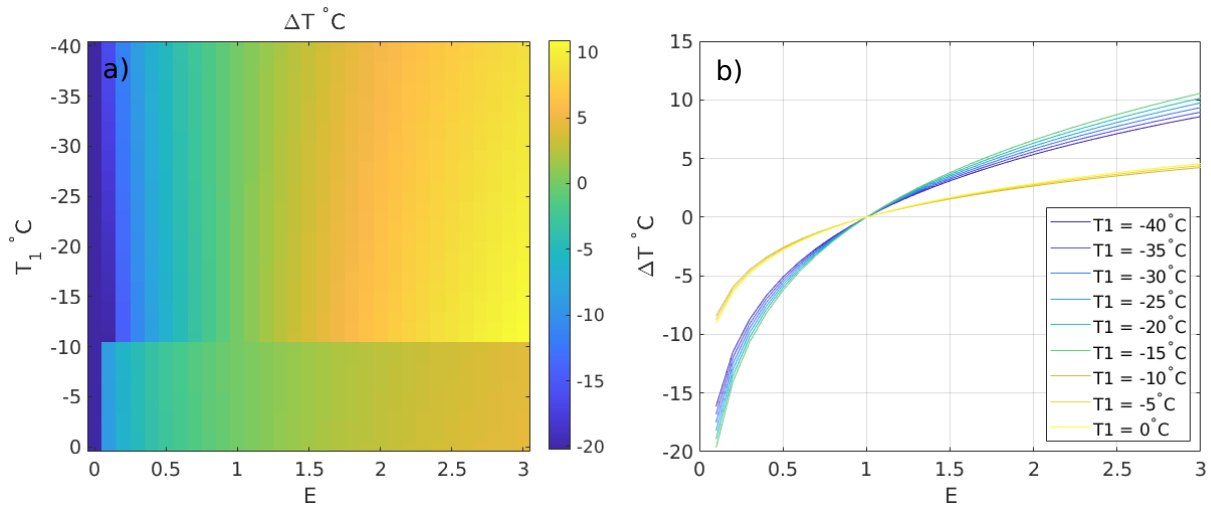 ΔT °C
a)
T₁ °C
-40
-35
-30
-25
-20
-15
-10
-5
0
0
0.5
1
1.5
2
2.5
3
E
10
5
0
-5
-10
-15
-20
b)
ΔT °C
15
10
5
0
-5
-10
-15
-20
0
0.5
1
1.5
2
2.5
3
E
T1 = -40°C
T1 = -35°C
T1 = -30°C
T1 = -25°C
T1 = -20°C
T1 = -15°C
T1 = -10°C
T1 = -5°C
T1 = 0°C